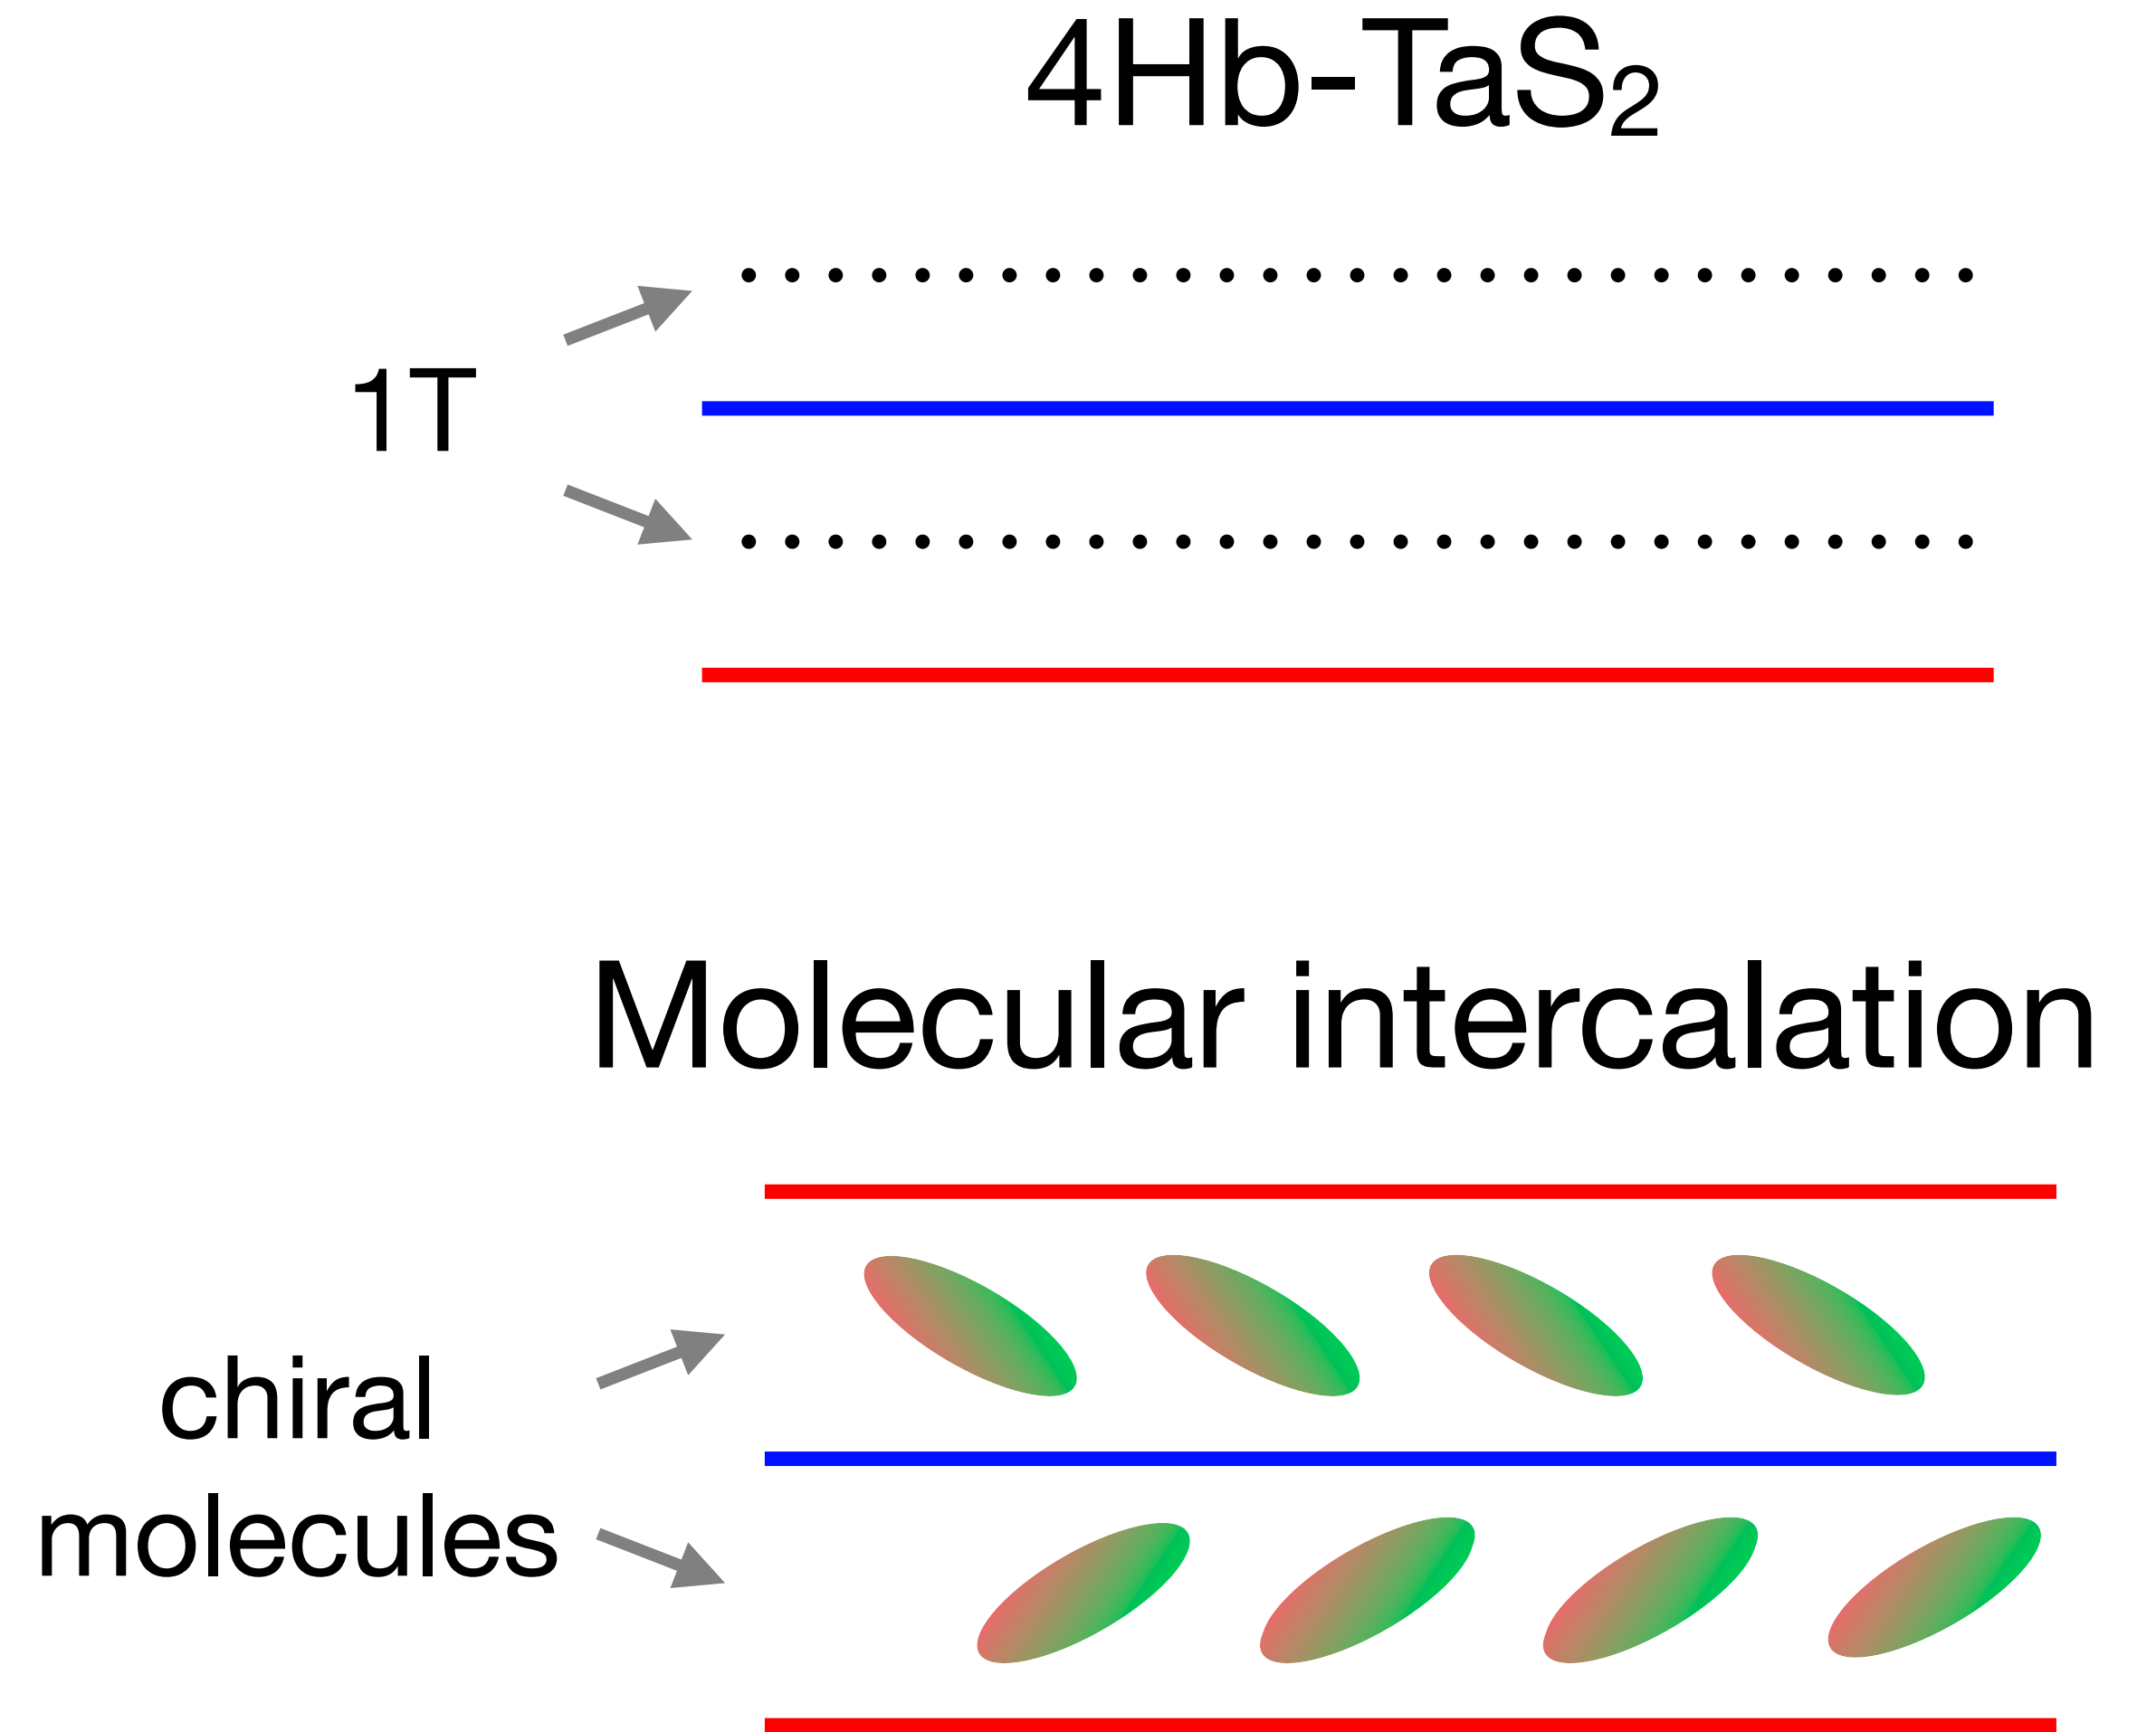 4Hb-TaS₂
1T
Molecular intercalation
chiral
molecules